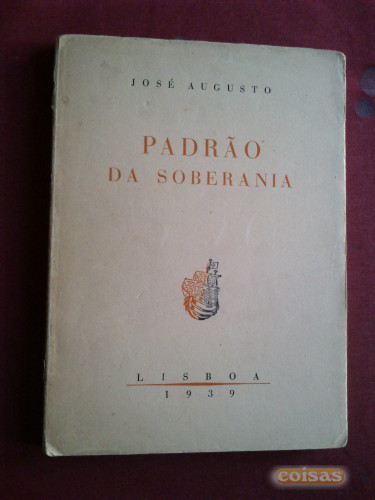 JOSÉ AUGUSTO
PADRÃO
DA SOBERANIA
LISBOA
1939
coisas